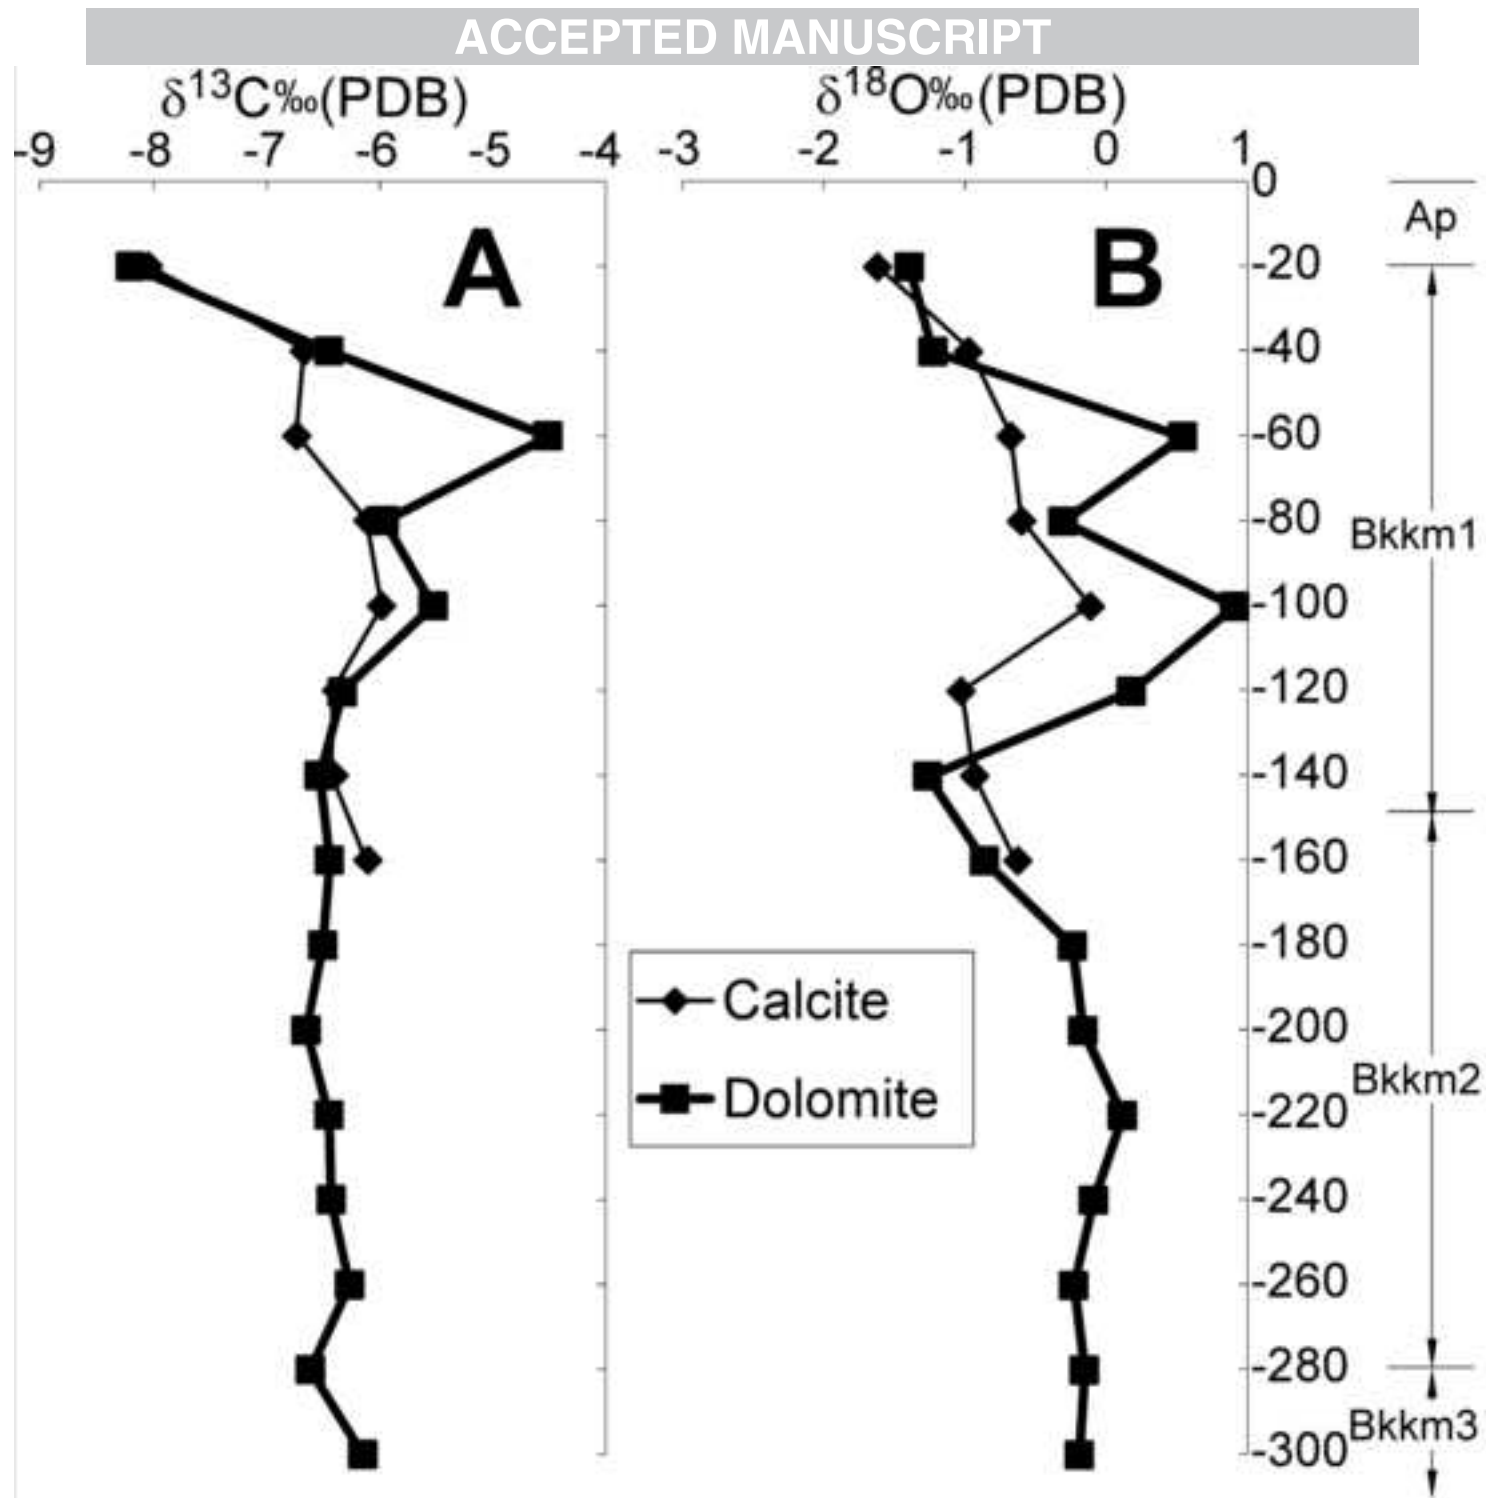 ACCEPTED MANUSCRIPT
δ¹³C‰(PDB)
δ¹⁸O‰(PDB)
-9 -8 -7 -6 -5 -4
-3 -2 -1 0 1
A
B
0
-20
-40
-60
-80
-100
-120
-140
-160
-180
-200
-220
-240
-260
-280
-300
Ap
Bkkm1
Bkkm2
Bkkm3
Calcite
Dolomite